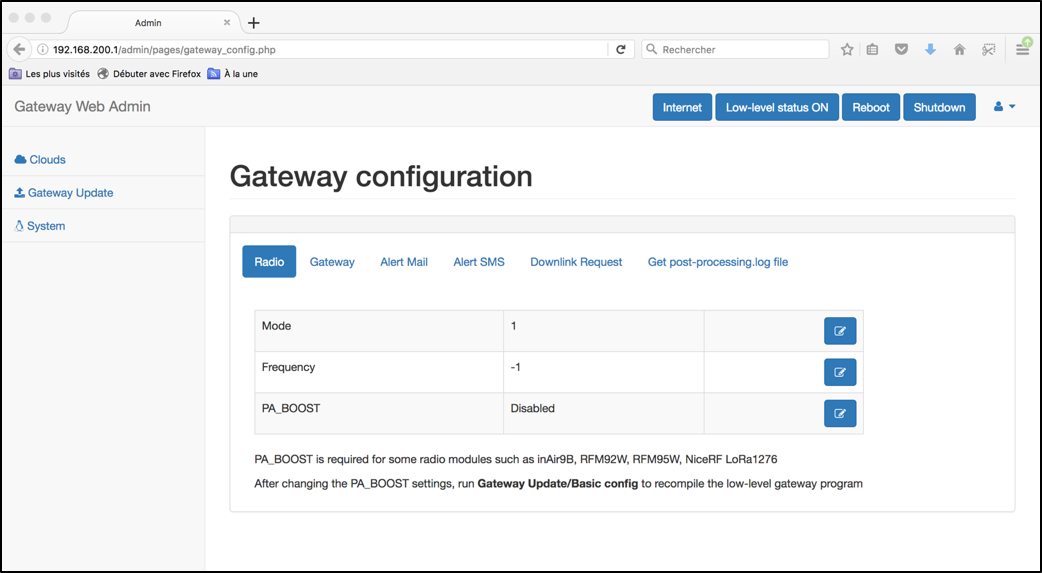 Admin
192.168.200.1/admin/pages/gateway_config.php
Rechercher
Les plus visités
Débuter avec Firefox
À la une
Gateway Web Admin
Internet
Low-level status ON
Reboot
Shutdown
Clouds
Gateway Update
System
Gateway configuration
Radio
Gateway
Alert Mail
Alert SMS
Downlink Request
Get post-processing.log file
Mode 1
Frequency -1
PA_BOOST Disabled
PA_BOOST is required for some radio modules such as inAir9B, RFM92W, RFM95W, NiceRF LoRa1276
After changing the PA_BOOST settings, run Gateway Update/Basic config to recompile the low-level gateway program